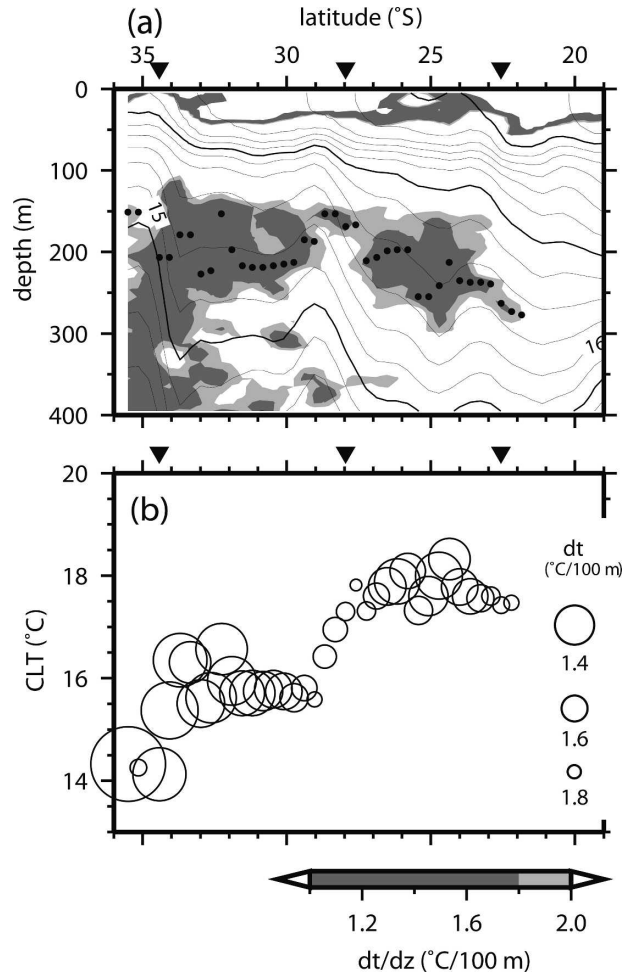 latitude (˚S)
(a)
35 30 25 20
0
100
200
300
400
depth (m)
15
16
(b)
20
18
16
14
CLT (˚C)
dt
(˚C/100 m)
1.4
1.6
1.8
1.2 1.6 2.0
dt/dz (˚C/100 m)